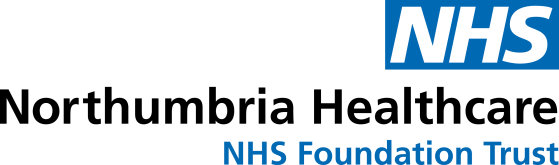 NHS
Northumbria Healthcare
NHS Foundation Trust